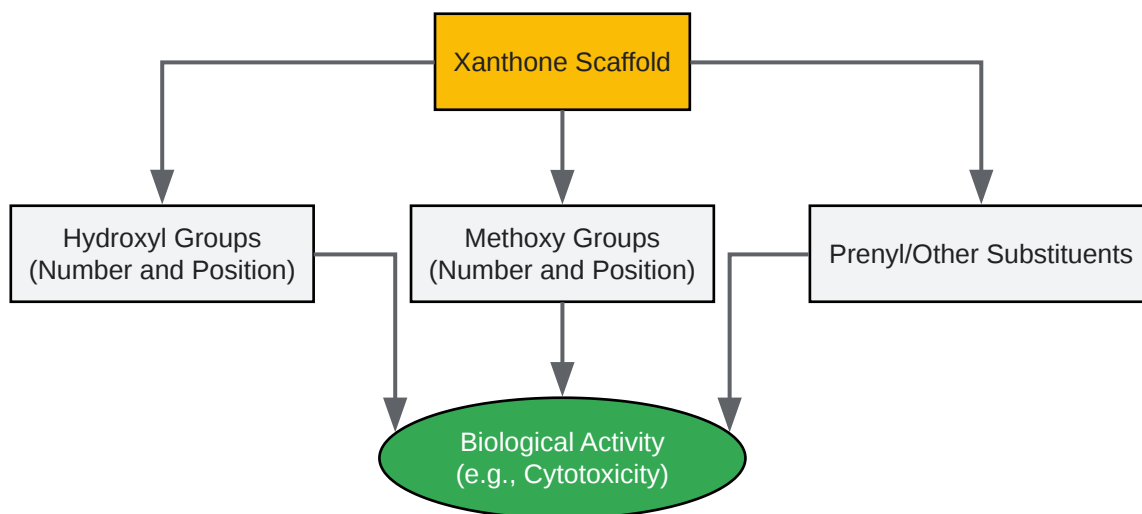 Xanthone Scaffold
Hydroxyl Groups
(Number and Position)
Methoxy Groups
(Number and Position)
Prenyl/Other Substituents
Biological Activity
(e.g., Cytotoxicity)